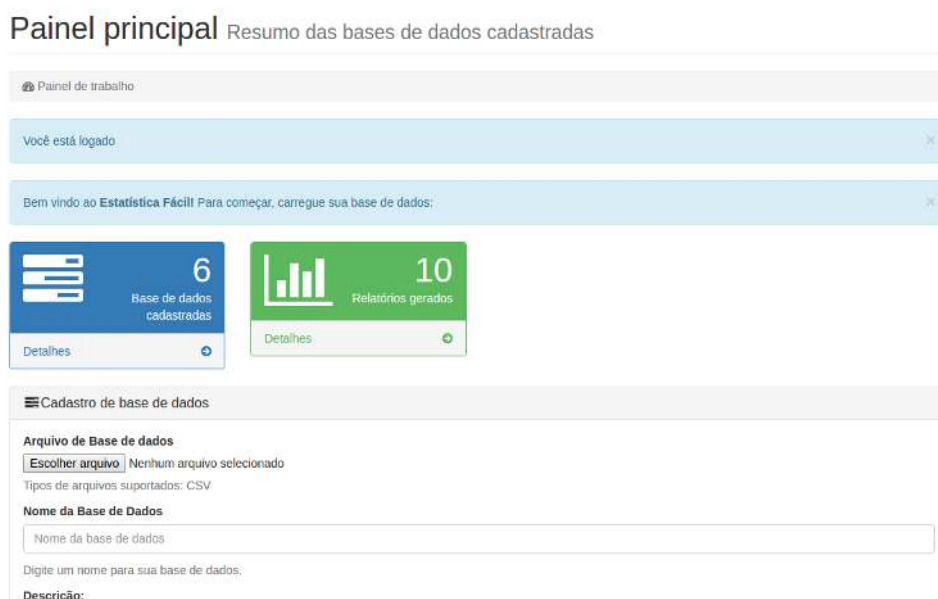 Painel principal Resumo das bases de dados cadastradas
Painel de trabalho
Você está logado
×
Bem vindo ao Estatística Fácil! Para começar, carregue sua base de dados:
×
6
Base de dados
cadastradas
Detalhes
10
Relatórios gerados
Detalhes
Cadastro de base de dados
Arquivo de Base de dados
Escolher arquivo Nenhum arquivo selecionado
Tipos de arquivos suportados: CSV
Nome da Base de Dados
Nome da base de dados
Digite um nome para sua base de dados.
Descrição: